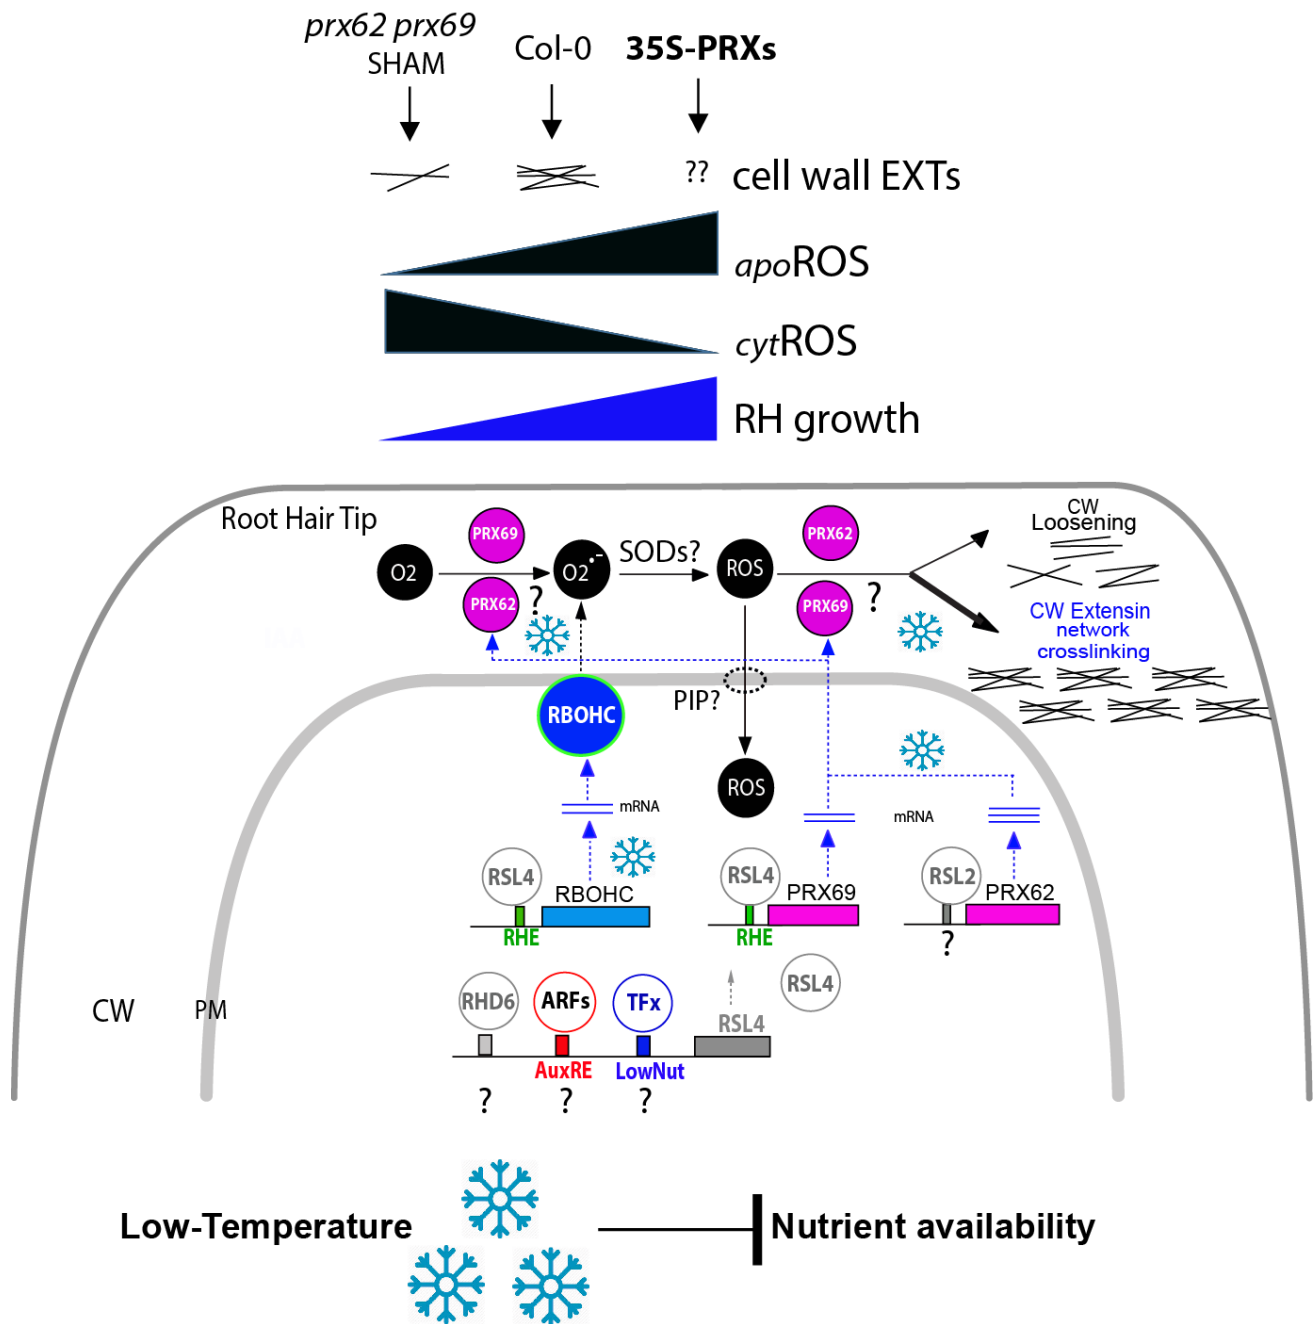 prx62 prx69
SHAM
Col-0
35S-PRXs
??
cell wall EXTs
apoROS
cytROS
RH growth
Root Hair Tip
PRX69
PRX62
O2
O2•−
PRX62
?
SODs?
ROS
PRX69
?
CW
Loosening
CW Extensin
network
crosslinking
RBOHC
PIP?
ROS
mRNA
mRNA
RSL4
RBOHC
RHE
RSL4
PRX69
RHE
RSL2
PRX62
?
RHD6
ARFs
TFx
RSL4
RSL4
AuxRE
LowNut
?
?
?
CW
PM
Low-Temperature
Nutrient availability